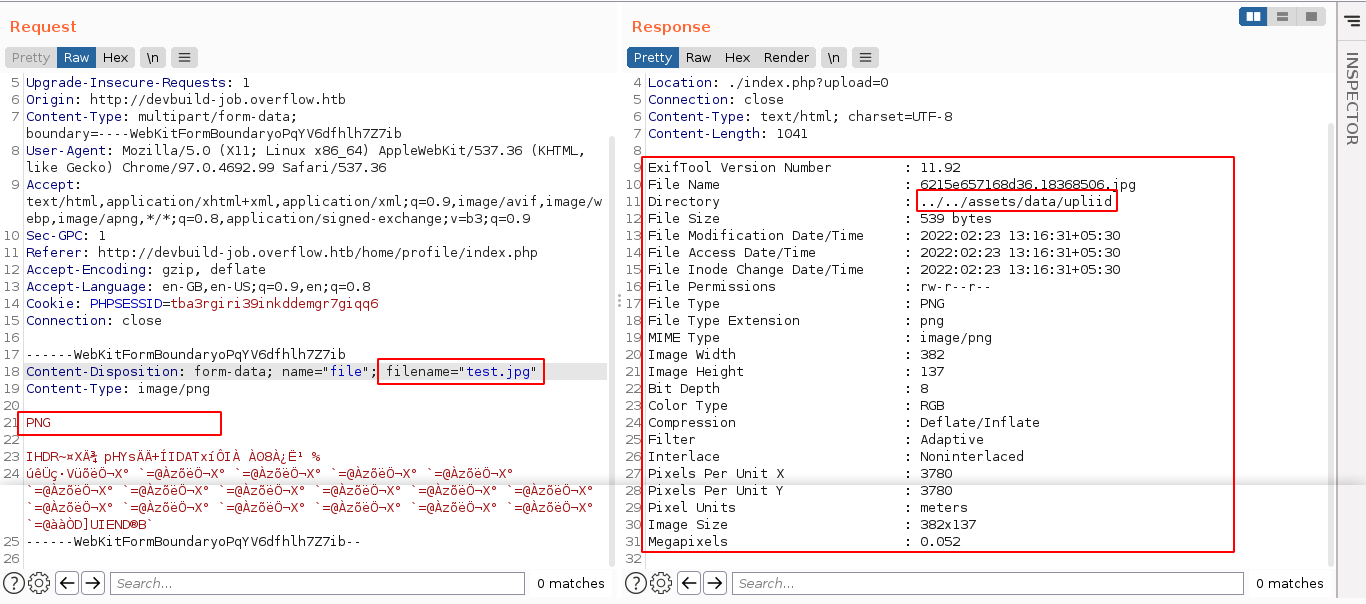 Request
Pretty Raw Hex \n
5 Upgrade-Insecure-Requests: 1
6 Origin: http://devbuild-job.overflow.htb
7 Content-Type: multipart/form-data;
boundary=----WebKitFormBoundaryoPqYV6dfhlh7Z7ib
8 User-Agent: Mozilla/5.0 (X11; Linux x86_64) AppleWebKit/537.36 (KHTML,
like Gecko) Chrome/97.0.4692.99 Safari/537.36
9 Accept:
text/html,application/xhtml+xml,application/xml;q=0.9,image/avif,image/w
ebp,image/apng,*/*;q=0.8,application/signed-exchange;v=b3;q=0.9
10 Sec-GPC: 1
11 Referer: http://devbuild-job.overflow.htb/home/profile/index.php
12 Accept-Encoding: gzip, deflate
13 Accept-Language: en-GB,en-US;q=0.9,en;q=0.8
14 Cookie: PHPSESSID=tba3rgiri39inkddemgr7giqq6
15 Connection: close
16
17 ------WebKitFormBoundaryoPqYV6dfhlh7Z7ib
18 Content-Disposition: form-data; name="file"; filename="test.jpg"
19 Content-Type: image/png
20
21 PNG
22
23 IHDR~¤XÄ¾ pHYsÄÄ+ÍIDATxíÔIÀ À08À¿Ë¹ %
24 úêÜç·VüõëÖ¬X° `=@ÀzõëÖ¬X° `=@ÀzõëÖ¬X° `=@ÀzõëÖ¬X° `=@ÀzõëÖ¬X°
`=@ÀzõëÖ¬X° `=@ÀzõëÖ¬X° `=@ÀzõëÖ¬X° `=@ÀzõëÖ¬X° `=@ÀzõëÖ¬X° `=@ÀzõëÖ¬X° `=@ÀzõëÖ¬X°
`=@ÀzõëÖ¬X° `=@ÀzõëÖ¬X° `=@ÀzõëÖ¬X° `=@ÀzõëÖ¬X° `=@ÀzõëÖ¬X° `=@ÀzõëÖ¬X° `=@ÀzõëÖ¬X°
`=@ààÒD]UIEND®B`
25 ------WebKitFormBoundaryoPqYV6dfhlh7Z7ib--
26
Search... 0 matches
Response
Pretty Raw Hex Render \n
4 Location: ./index.php?upload=0
5 Connection: close
6 Content-Type: text/html; charset=UTF-8
7 Content-Length: 1041
8
9 ExifTool Version Number : 11.92
10 File Name : 6215e657168d36.18368506.jpg
11 Directory : ../../assets/data/upliid
12 File Size : 539 bytes
13 File Modification Date/Time : 2022:02:23 13:16:31+05:30
14 File Access Date/Time : 2022:02:23 13:16:31+05:30
15 File Inode Change Date/Time : 2022:02:23 13:16:31+05:30
16 File Permissions : rw-r--r--
17 File Type : PNG
18 File Type Extension : png
19 MIME Type : image/png
20 Image Width : 382
21 Image Height : 137
22 Bit Depth : 8
23 Color Type : RGB
24 Compression : Deflate/Inflate
25 Filter : Adaptive
26 Interlace : Noninterlaced
27 Pixels Per Unit X : 3780
28 Pixels Per Unit Y : 3780
29 Pixel Units : meters
30 Image Size : 382x137
31 Megapixels : 0.052
32
Search... 0 matches
INSPECTOR